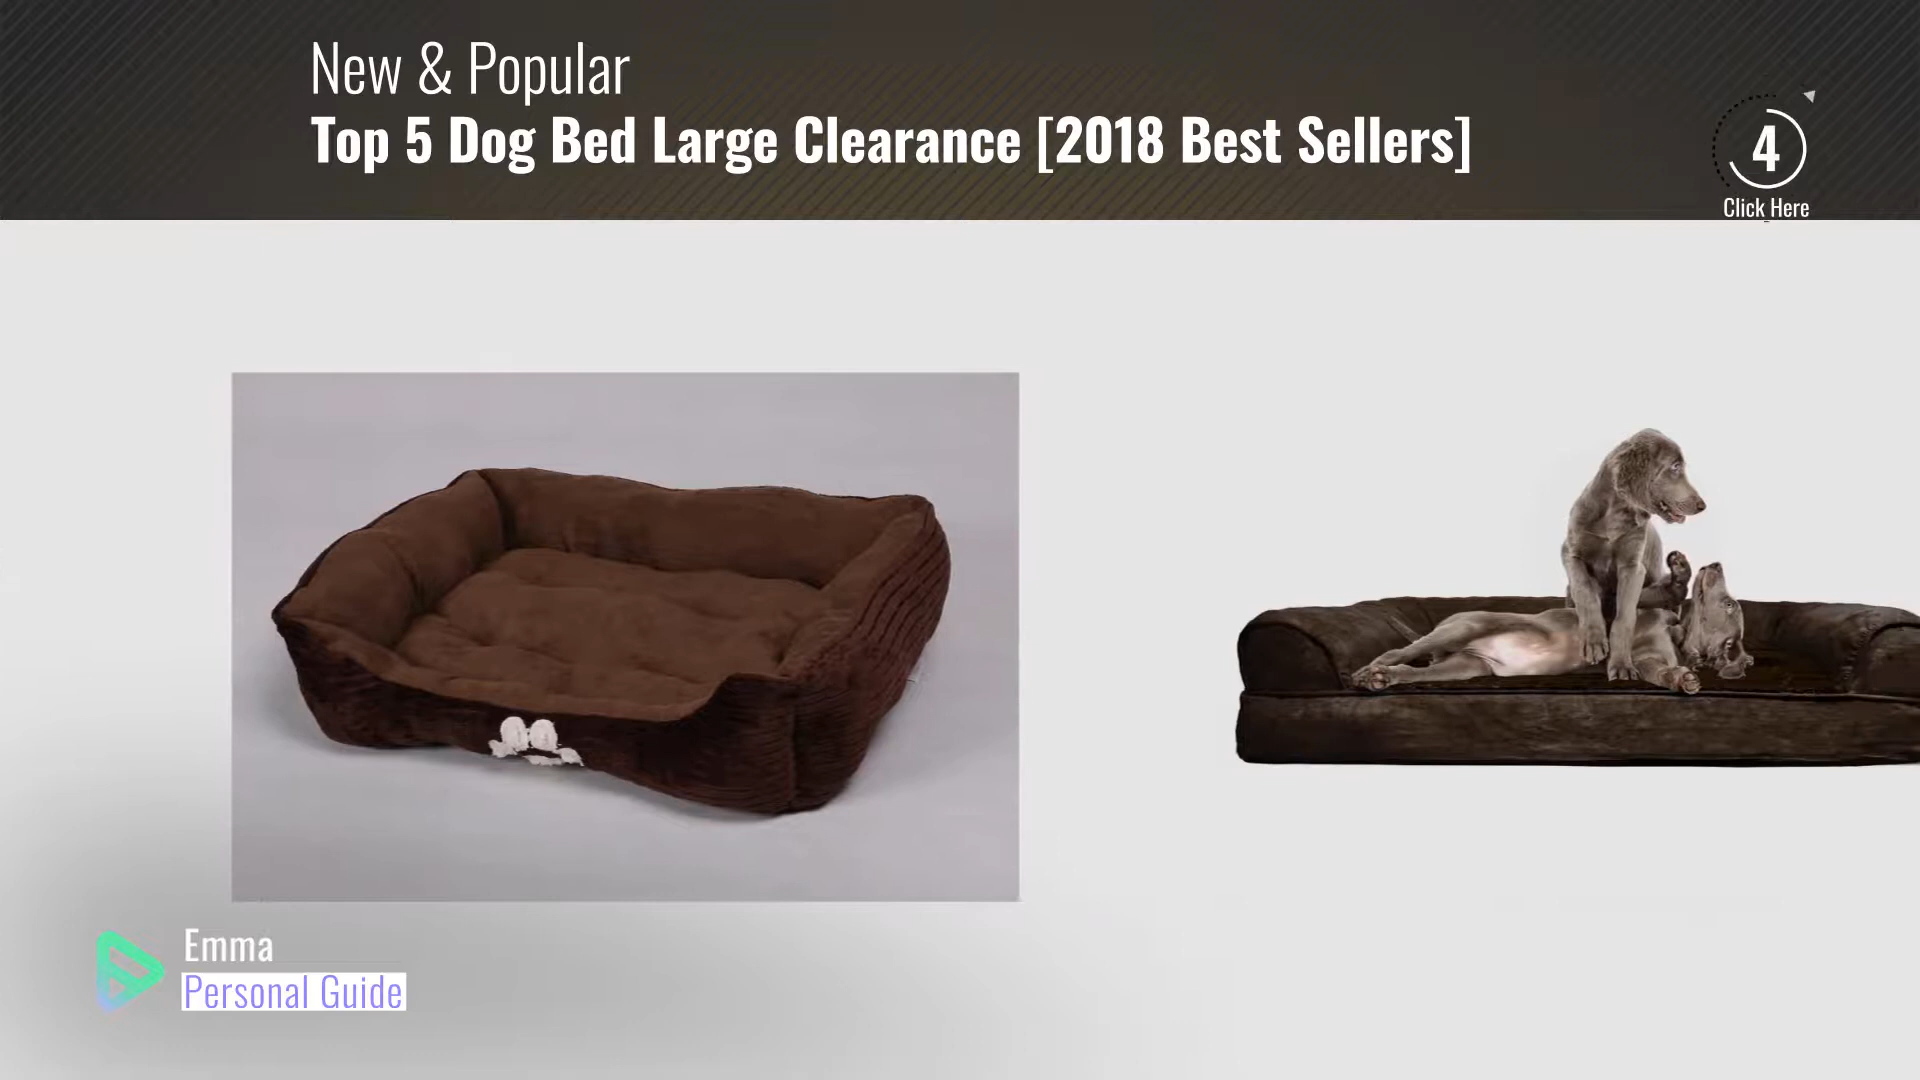 New & Popular
Top 5 Dog Bed Large Clearance [2018 Best Sellers]
4
Click Here
Emma
Personal Guide